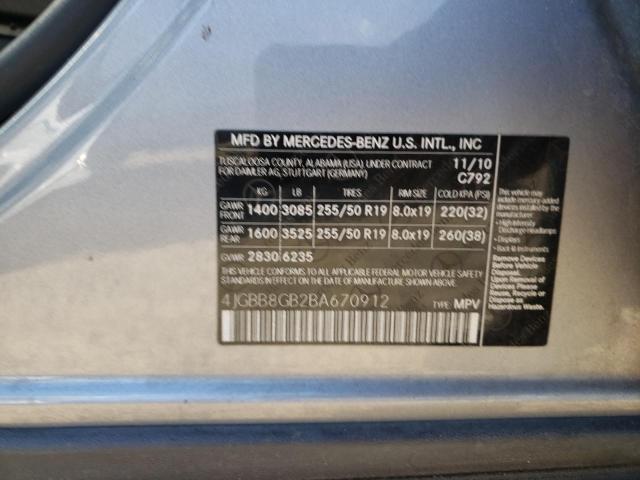 MFD BY MERCEDES-BENZ U.S. INTL., INC
TUSCALOOSA COUNTY, ALABAMA (USA) UNDER CONTRACT 11/10
FOR DAIMLER AG, STUTTGART (GERMANY) C792
KG LB TIRES RIM SIZE COLD KPA (PSI)
GAWR FRONT 1400 3085 255/50 R19 8.0x19 220(32)
GAWR REAR 1600 3525 255/50 R19 8.0x19 260(38)
GVWR 2830 6235
THIS VEHICLE CONFORMS TO ALL APPLICABLE FEDERAL MOTOR VEHICLE SAFETY
STANDARDS IN EFFECT ON THE DATE OF MANUFACTURE SHOWN ABOVE.
4JGBB8GB2BA670912 TYPE: MPV
This vehicle may
include mercury
added devices
installed by the
manufacturer:
- High Intensity
Discharge Headlamps
- Displays
- Back lit Instruments
Remove Devices
Before Vehicle
Disposal.
Upon Removal of
Devices Please
Reuse, Recycle
or Dispose as
Hazardous Waste.